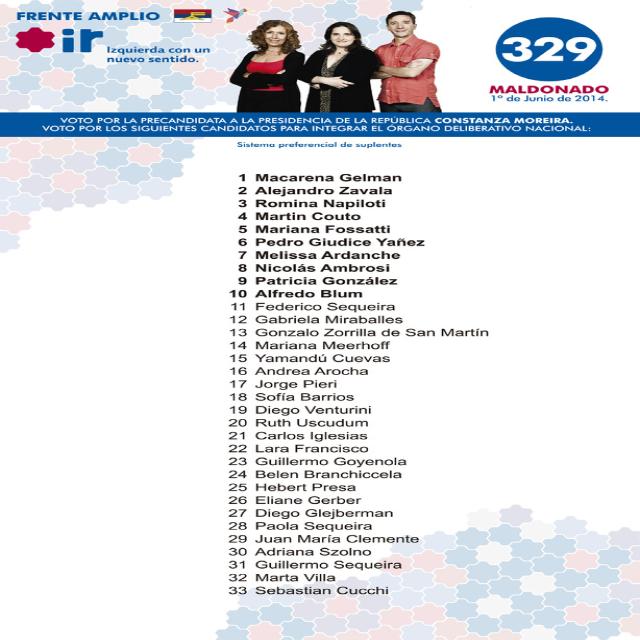 FRENTE AMPLIO
ir
Izquierda con un
nuevo sentido.
329
MALDONADO
1º de Junio de 2014.
VOTO POR LA PRECANDIDATA A LA PRESIDENCIA DE LA REPÚBLICA CONSTANZA MOREIRA.
VOTO POR LOS SIGUIENTES CANDIDATOS PARA INTEGRAR EL ÓRGANO DELIBERATIVO NACIONAL:
Sistema preferencial de suplentes
1 Macarena Gelman
2 Alejandro Zavala
3 Romina Napiloti
4 Martin Couto
5 Mariana Fossatti
6 Pedro Giudice Yañez
7 Melissa Ardanche
8 Nicolás Ambrosi
9 Patricia González
10 Alfredo Blum
11 Federico Sequeira
12 Gabriela Miraballes
13 Gonzalo Zorrilla de San Martín
14 Mariana Meerhoff
15 Yamandú Cuevas
16 Andrea Arocha
17 Jorge Pieri
18 Sofía Barrios
19 Diego Venturini
20 Ruth Uscudum
21 Carlos Iglesias
22 Lara Francisco
23 Guillermo Goyenola
24 Belen Branchiccela
25 Hebert Presa
26 Eliane Gerber
27 Diego Glejberman
28 Paola Sequeira
29 Juan María Clemente
30 Adriana Szolno
31 Guillermo Sequeira
32 Marta Villa
33 Sebastian Cucchi